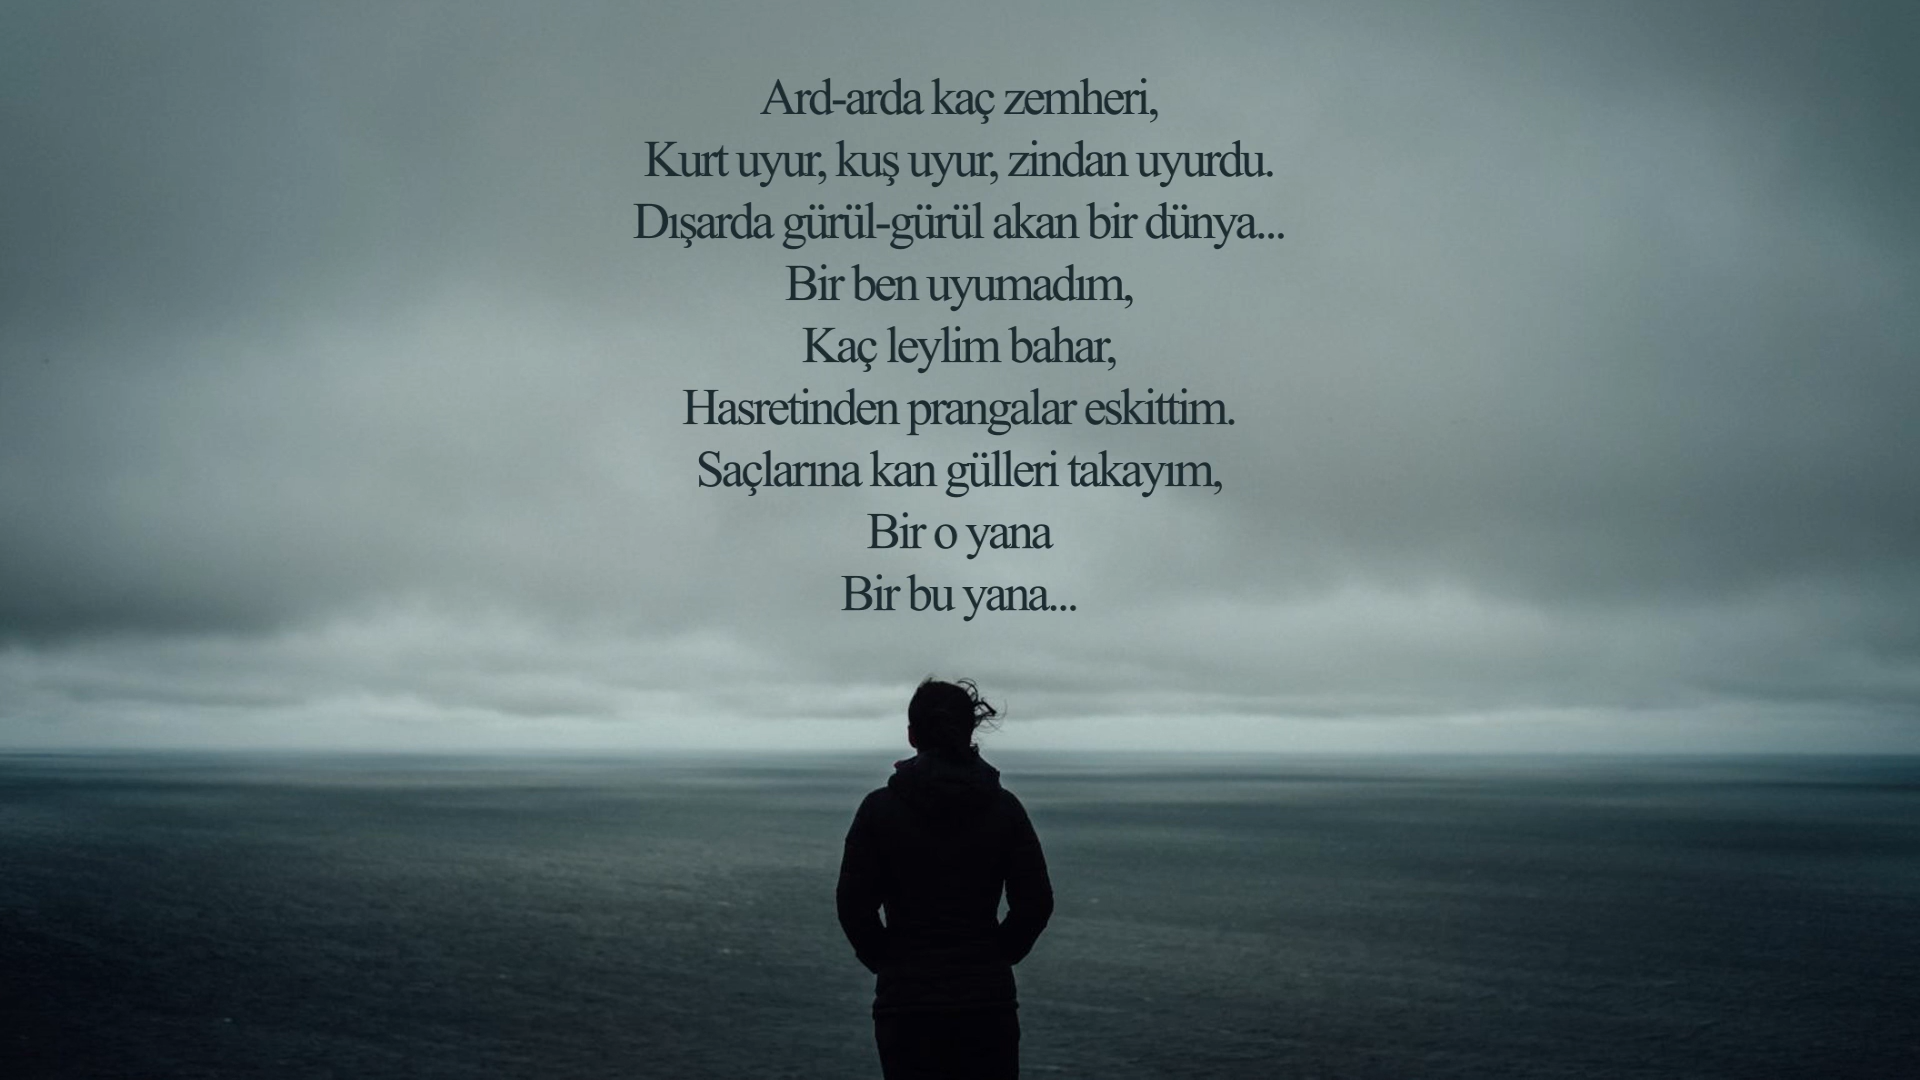 Ard-arda kaç zemheri,
Kurt uyur, kuş uyur, zindan uyurdu.
Dışarda gürül-gürül akan bir dünya...
Bir ben uyumadım,
Kaç leylim bahar,
Hasretinden prangalar eskittim.
Saçlarına kan gülleri takayım,
Bir o yana
Bir bu yana...